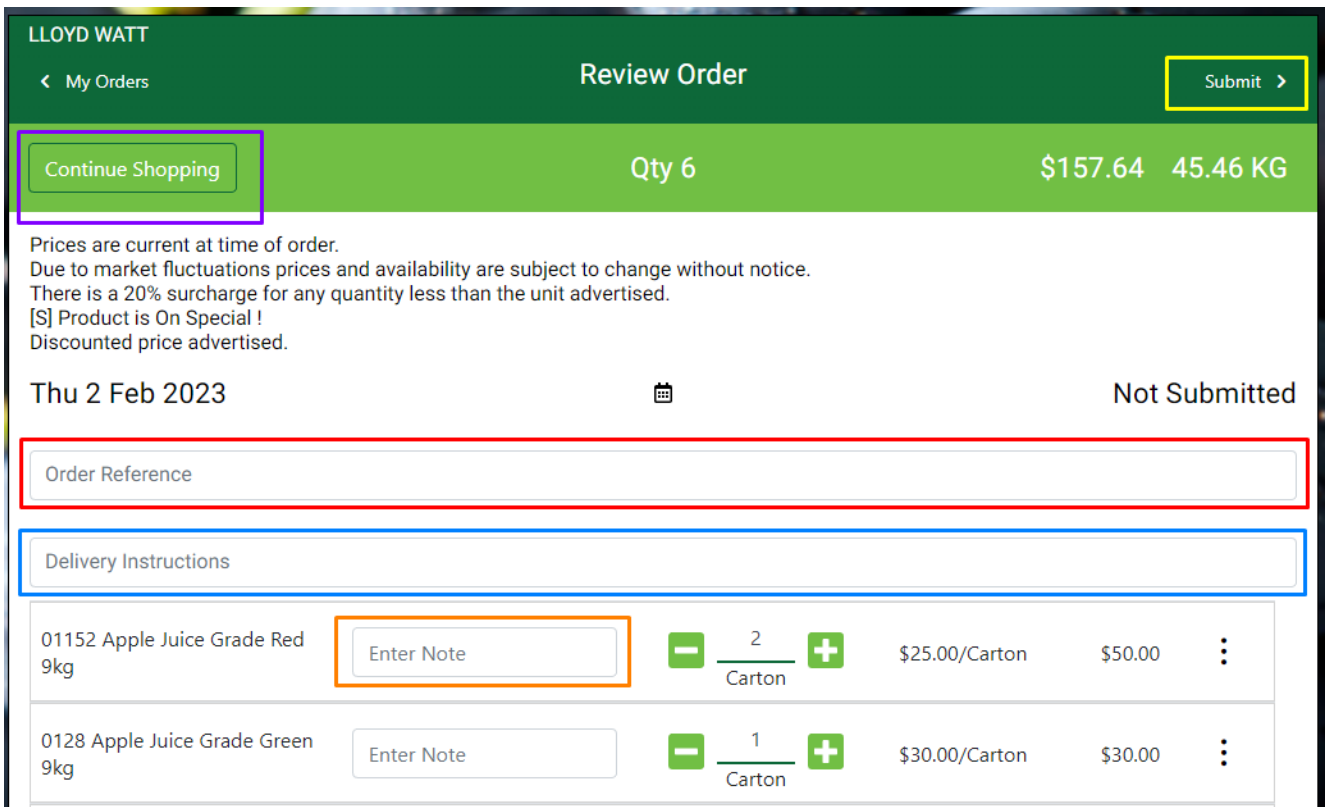 LLOYD WATT
My Orders
Review Order
Submit
Continue Shopping
Qty 6
$157.64 45.46 KG
Prices are current at time of order.
Due to market fluctuations prices and availability are subject to change without notice.
There is a 20% surcharge for any quantity less than the unit advertised.
[S] Product is On Special !
Discounted price advertised.
Thu 2 Feb 2023
Not Submitted
Order Reference
Delivery Instructions
01152 Apple Juice Grade Red
9kg
Enter Note
2
Carton
$25.00/Carton
$50.00
0128 Apple Juice Grade Green
9kg
Enter Note
1
Carton
$30.00/Carton
$30.00